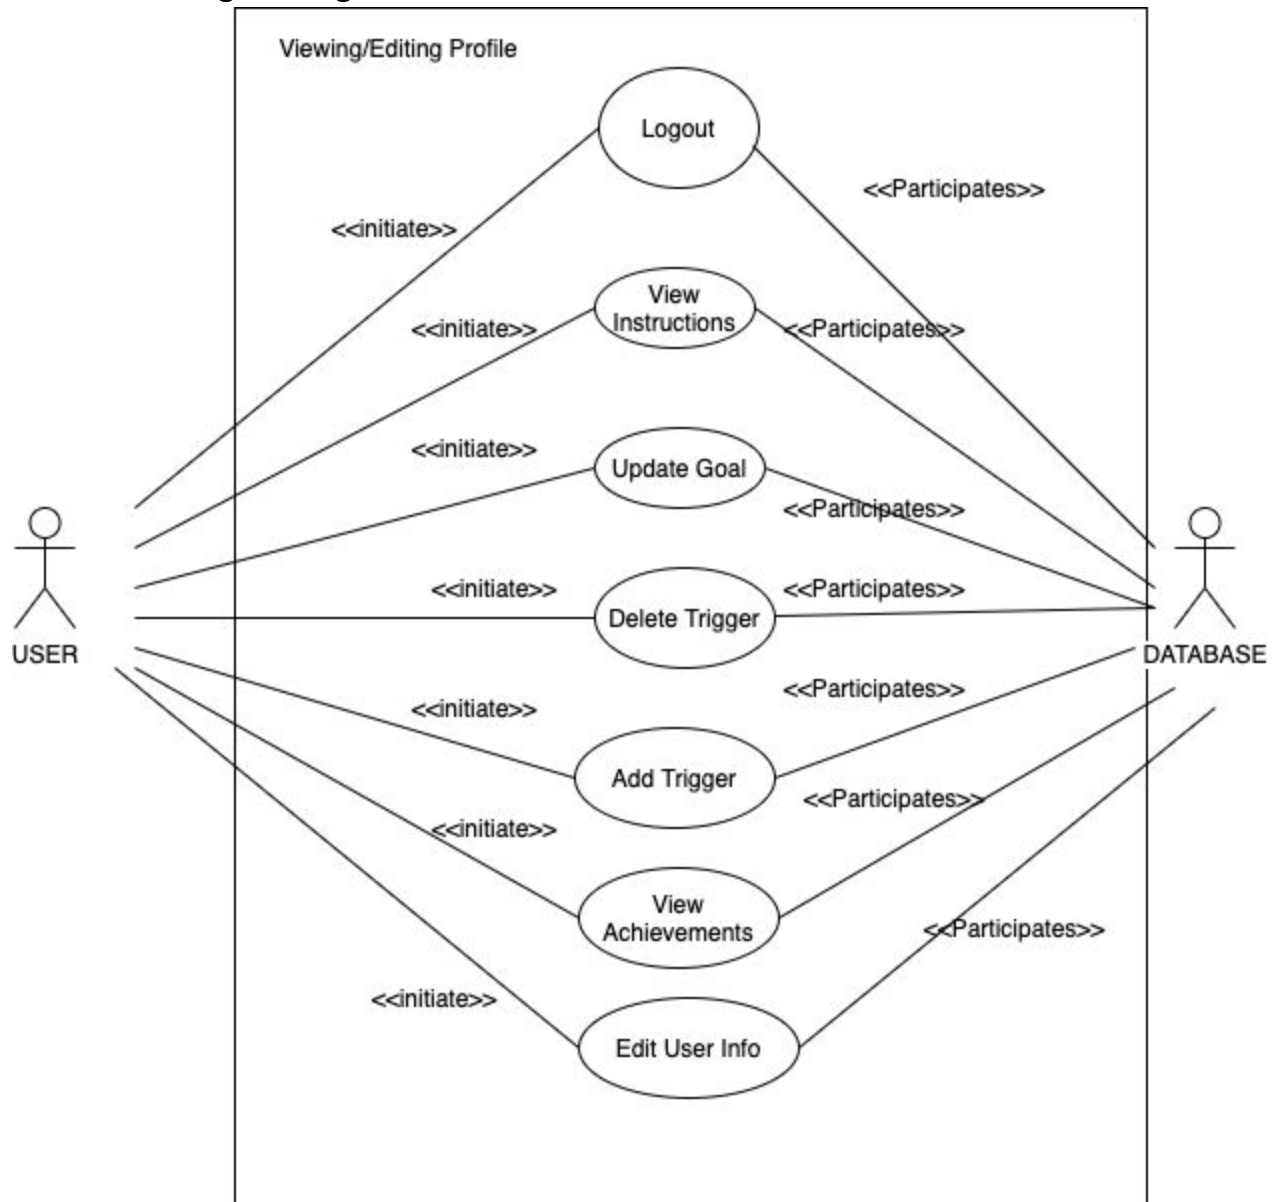 Viewing/Editing Profile
Logout
<<Participates>>
<<initiate>>
View
Instructions
<<initiate>>
<<Participates>>
<<initiate>>
Update Goal
<<Participates>>
<<initiate>>
<<Participates>>
Delete Trigger
USER
DATABASE
<<initiate>>
<<Participates>>
Add Trigger
<<Participates>>
<<initiate>>
View
Achievements
<<Participates>>
<<initiate>>
Edit User Info